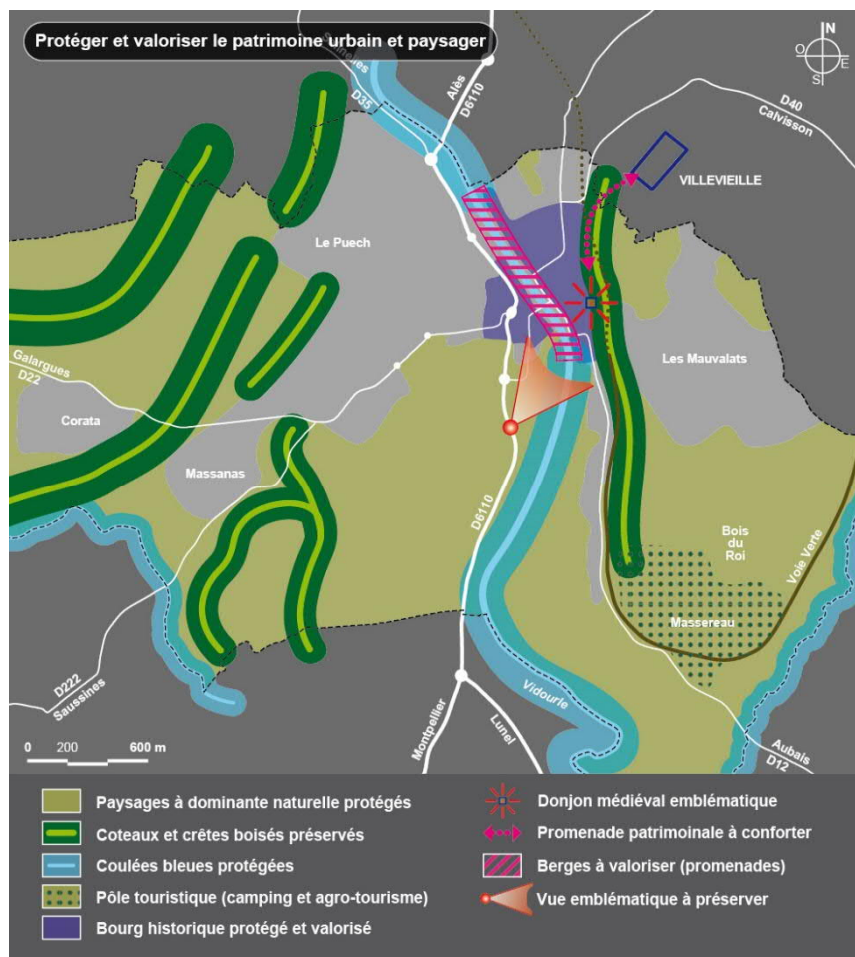 Protéger et valoriser le patrimoine urbain et paysager
N
O
E
S
Alès
D6110
D35
D40
Calvisson
VILLEVIEILLE
Le Puech
Galargues
D22
Les Mauvalats
Corata
Massanas
D6110
Bois
du
Roi
Voie Verte
Massereau
D222
Saussines
Vidourle
Montpellier
Lunel
Aubais
D12
0 200 600 m
Paysages à dominante naturelle protégés
Coteaux et crêtes boisés préservés
Coulées bleues protégées
Pôle touristique (camping et agro-tourisme)
Bourg historique protégé et valorisé
Donjon médiéval emblématique
Promenade patrimoinale à conforter
Berges à valoriser (promenades)
Vue emblématique à préserver